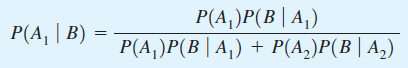 P(A₁ | B) = P(A₁)P(B | A₁) / P(A₁)P(B | A₁) + P(A₂)P(B | A₂)